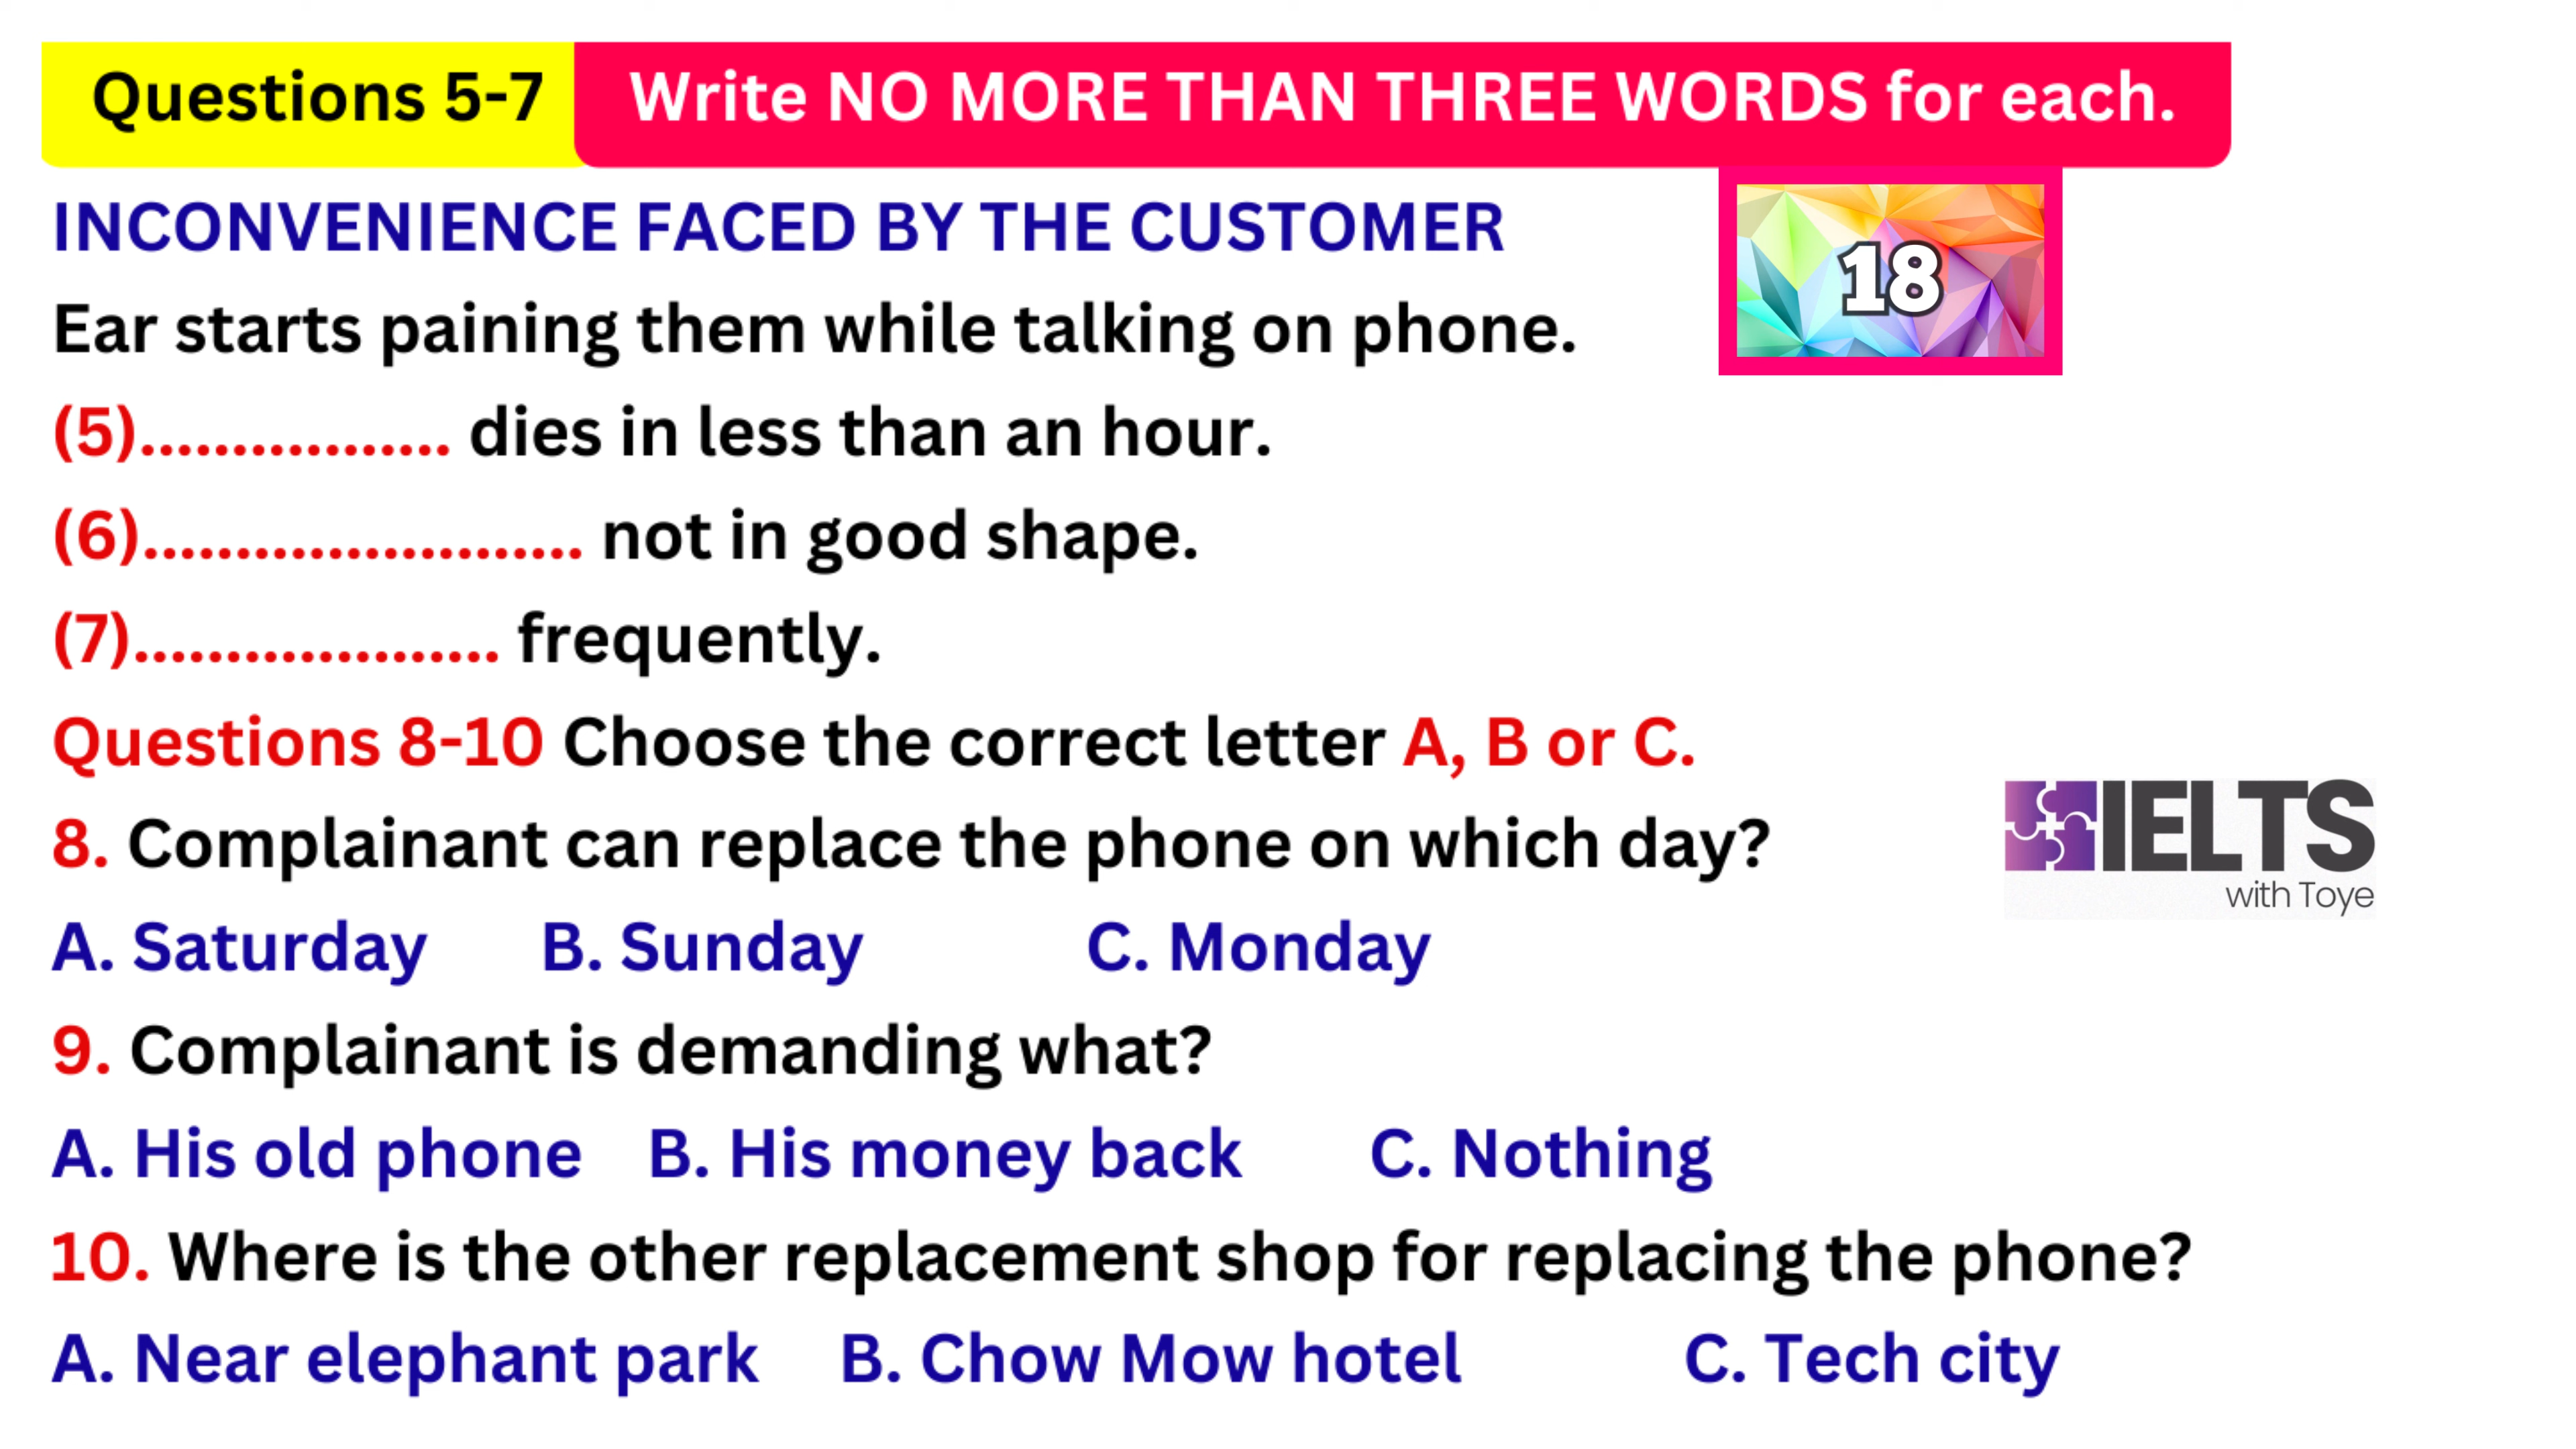 Questions 5-7 Write NO MORE THAN THREE WORDS for each.
INCONVENIENCE FACED BY THE CUSTOMER
18
Ear starts paining them while talking on phone.
(5)................. dies in less than an hour.
(6)........................ not in good shape.
(7).................... frequently.
Questions 8-10 Choose the correct letter A, B or C.
8. Complainant can replace the phone on which day?
IELTS
with Toye
A. Saturday B. Sunday C. Monday
9. Complainant is demanding what?
A. His old phone B. His money back C. Nothing
10. Where is the other replacement shop for replacing the phone?
A. Near elephant park B. Chow Mow hotel C. Tech city